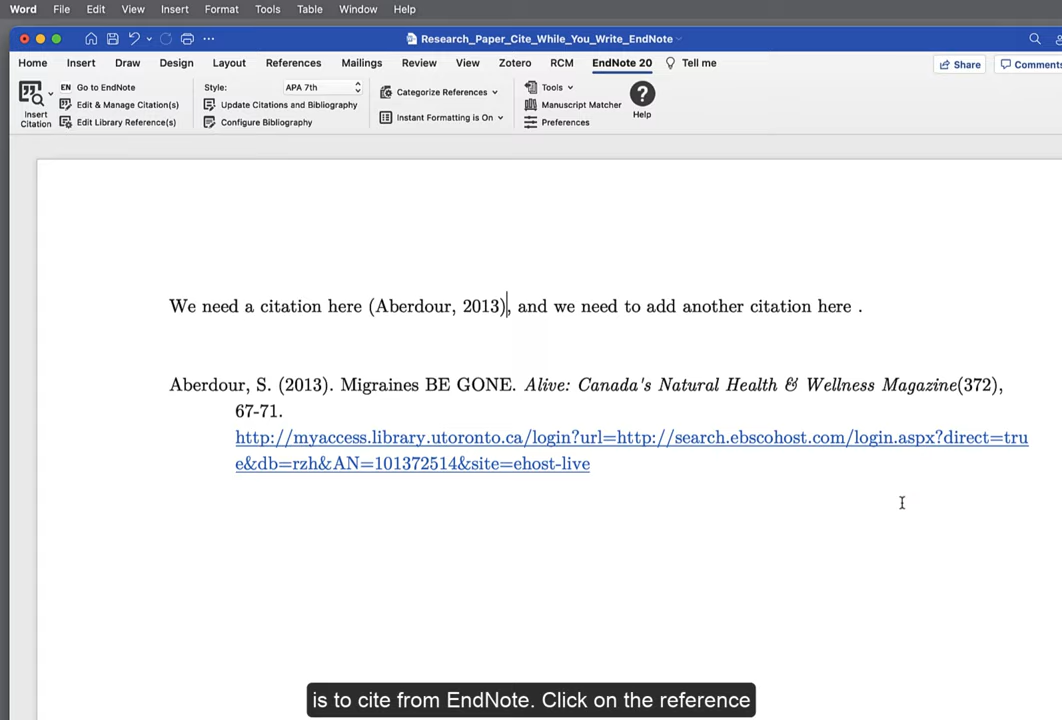 Word File Edit View Insert Format Tools Table Window Help
Research_Paper_Cite_While_You_Write_EndNote
Home Insert Draw Design Layout References Mailings Review View Zotero RCM EndNote 20 Tell me Share Comments
Insert Citation
EN Go to EndNote
Edit & Manage Citation(s)
Edit Library Reference(s)
Style: APA 7th
Update Citations and Bibliography
Configure Bibliography
Categorize References
Instant Formatting is On
Tools
Manuscript Matcher
Preferences
? Help
We need a citation here (Aberdour, 2013), and we need to add another citation here .
Aberdour, S. (2013). Migraines BE GONE. Alive: Canada's Natural Health & Wellness Magazine(372),
67-71.
http://myaccess.library.utoronto.ca/login?url=http://search.ebscohost.com/login.aspx?direct=tru
e&db=rzh&AN=101372514&site=ehost-live
is to cite from EndNote. Click on the reference